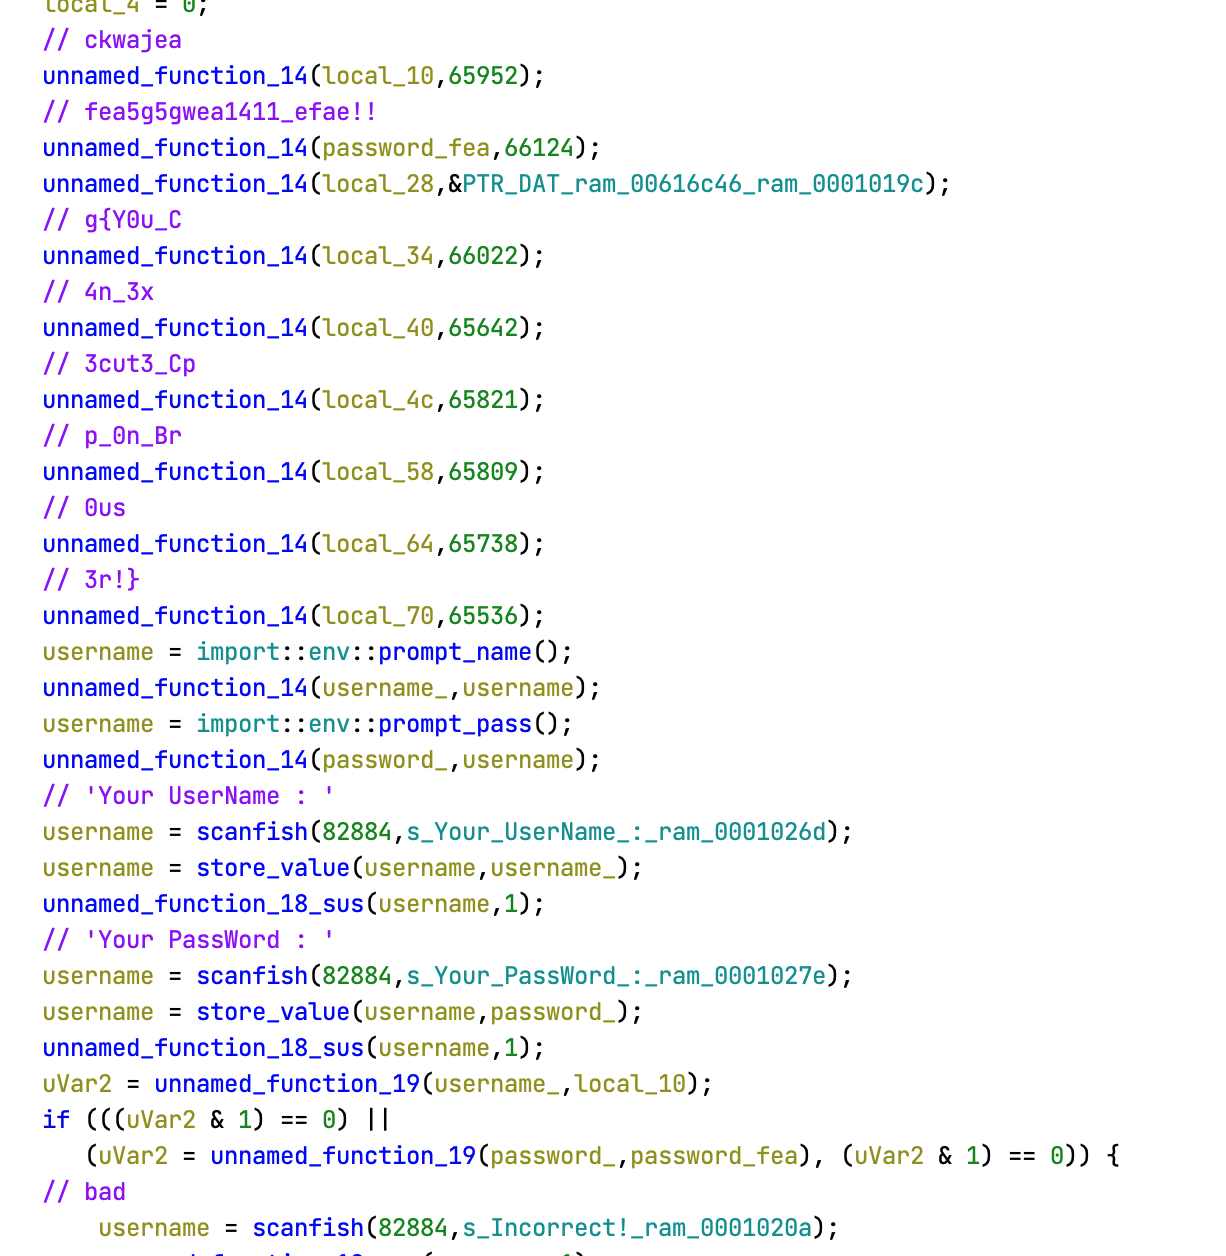 local_4 = 0;
// ckwajea
unnamed_function_14(local_10,65952);
// fea5g5gwea1411_efae!!
unnamed_function_14(password_fea,66124);
unnamed_function_14(local_28,&PTR_DAT_ram_00616c46_ram_0001019c);
// g{Y0u_C
unnamed_function_14(local_34,66022);
// 4n_3x
unnamed_function_14(local_40,65642);
// 3cut3_Cp
unnamed_function_14(local_4c,65821);
// p_0n_Br
unnamed_function_14(local_58,65809);
// 0us
unnamed_function_14(local_64,65738);
// 3r!}
unnamed_function_14(local_70,65536);
username = import::env::prompt_name();
unnamed_function_14(username_,username);
username = import::env::prompt_pass();
unnamed_function_14(password_,username);
// 'Your UserName : '
username = scanfish(82884,s_Your_UserName_:_ram_0001026d);
username = store_value(username,username_);
unnamed_function_18_sus(username,1);
// 'Your PassWord : '
username = scanfish(82884,s_Your_PassWord_:_ram_0001027e);
username = store_value(username,password_);
unnamed_function_18_sus(username,1);
uVar2 = unnamed_function_19(username_,local_10);
if (((uVar2 & 1) == 0) ||
(uVar2 = unnamed_function_19(password_,password_fea), (uVar2 & 1) == 0)) {
// bad
username = scanfish(82884,s_Incorrect!_ram_0001020a);